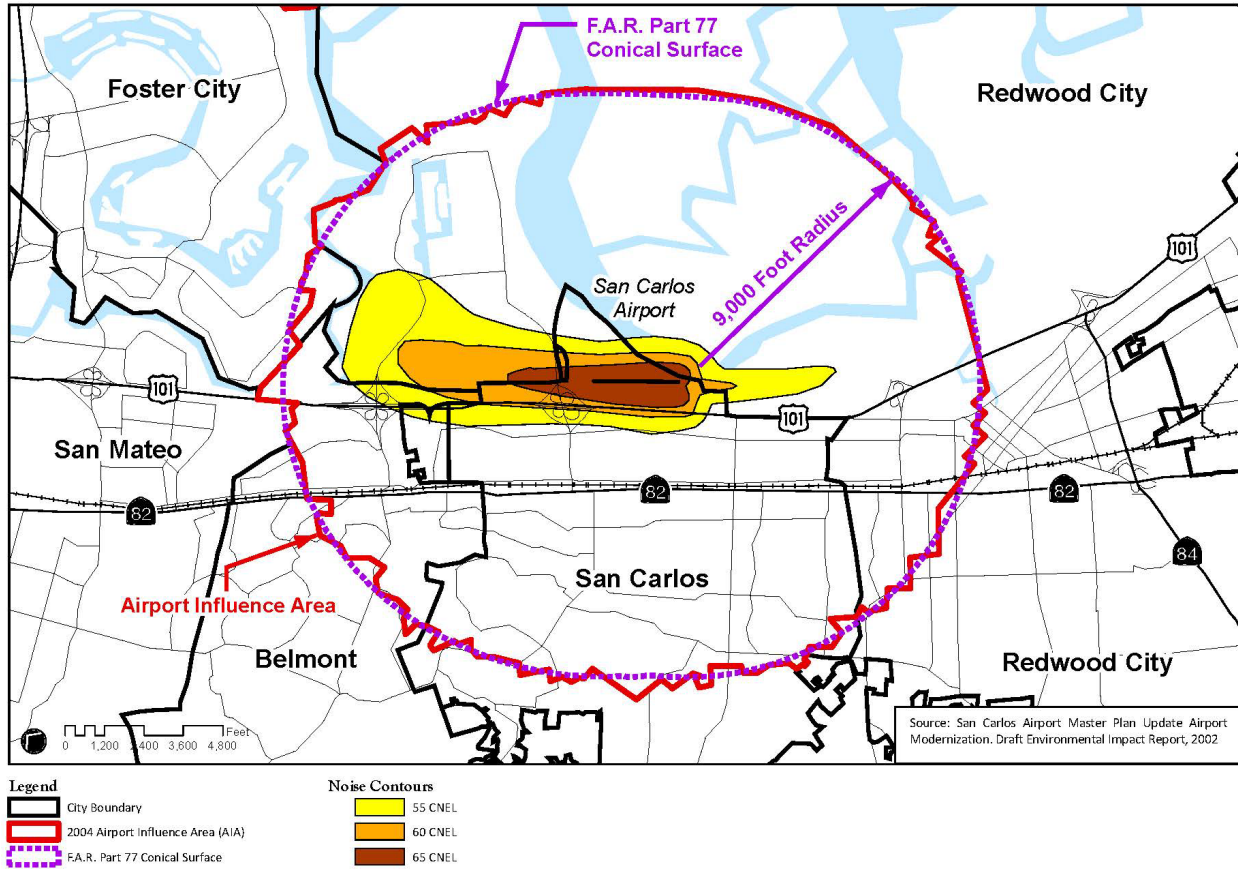 F.A.R. Part 77
Conical Surface
Foster City
Redwood City
9,000 Foot Radius
101
San Carlos
Airport
101
101
San Mateo
82
82
82
84
San Carlos
Airport Influence Area
Belmont
Redwood City
Feet
0 1,200 2,400 3,600 4,800
Source: San Carlos Airport Master Plan Update Airport
Modernization. Draft Environmental Impact Report, 2002
Legend
City Boundary
2004 Airport Influence Area (AIA)
F.A.R. Part 77 Conical Surface
Noise Contours
55 CNEL
60 CNEL
65 CNEL